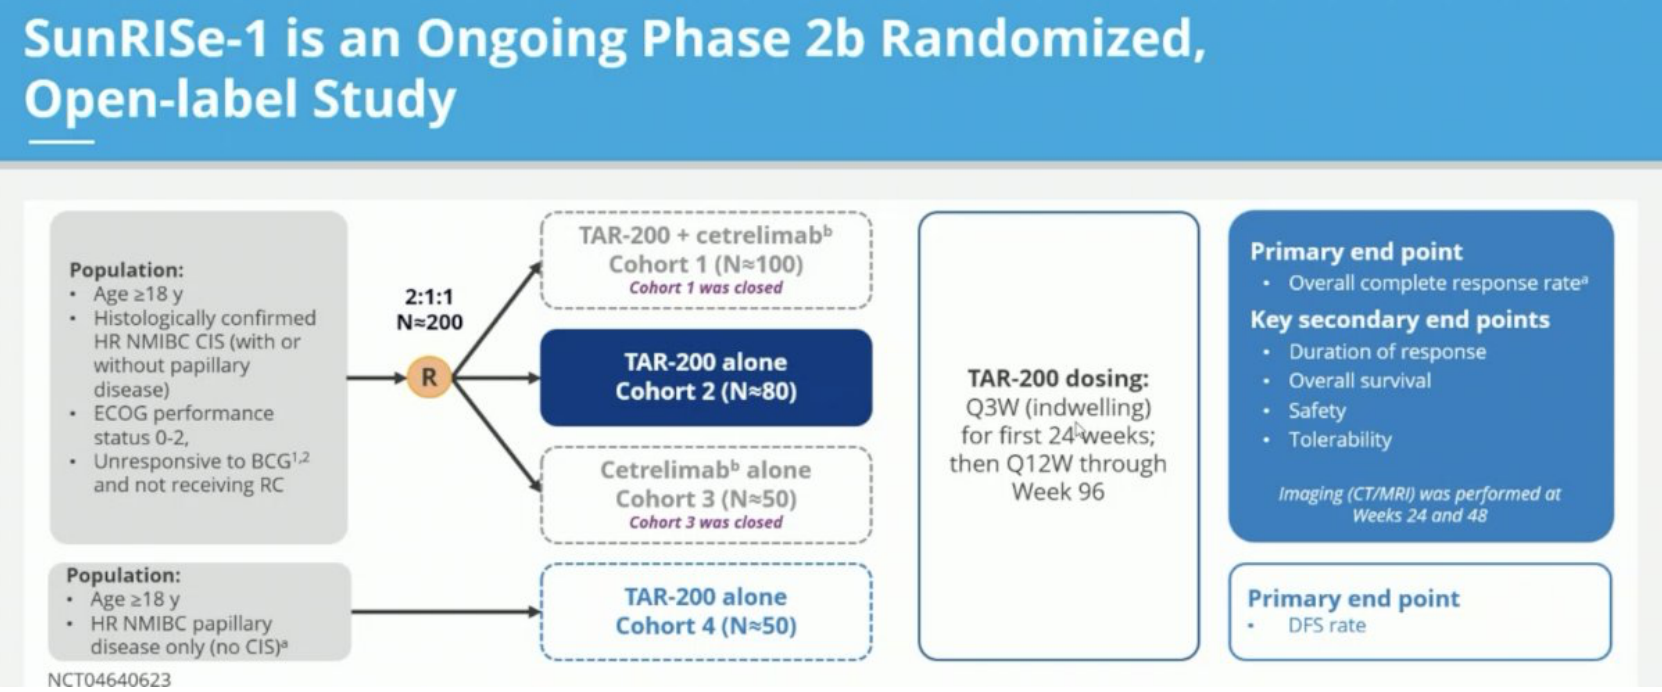 SunRISe-1 is an Ongoing Phase 2b Randomized,
Open-label Study
Population:
• Age ≥18 y
• Histologically confirmed
HR NMIBC CIS (with or
without papillary
disease)
• ECOG performance
status 0-2,
• Unresponsive to BCG¹,²
and not receiving RC
2:1:1
N≈200
R
TAR-200 + cetrelimabᵇ
Cohort 1 (N≈100)
Cohort 1 was closed
TAR-200 alone
Cohort 2 (N≈80)
Cetrelimabᵇ alone
Cohort 3 (N≈50)
Cohort 3 was closed
TAR-200 dosing:
Q3W (indwelling)
for first 24 weeks;
then Q12W through
Week 96
Primary end point
• Overall complete response rateᵃ
Key secondary end points
• Duration of response
• Overall survival
• Safety
• Tolerability
Imaging (CT/MRI) was performed at
Weeks 24 and 48
Population:
• Age ≥18 y
• HR NMIBC papillary
disease only (no CIS)ᵃ
TAR-200 alone
Cohort 4 (N≈50)
Primary end point
• DFS rate
NCT04640623